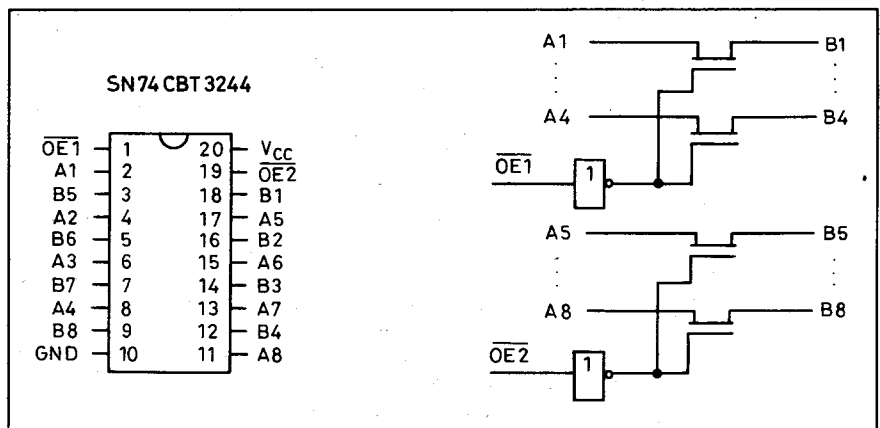 SN74CBT3244
OE1 1 20 VCC
A1 2 19 OE2
B5 3 18 B1
A2 4 17 A5
B6 5 16 B2
A3 6 15 A6
B7 7 14 B3
A4 8 13 A7
B8 9 12 B4
GND 10 11 A8
A1 B1
A4 B4
OE1 1
A5 B5
A8 B8
OE2 1